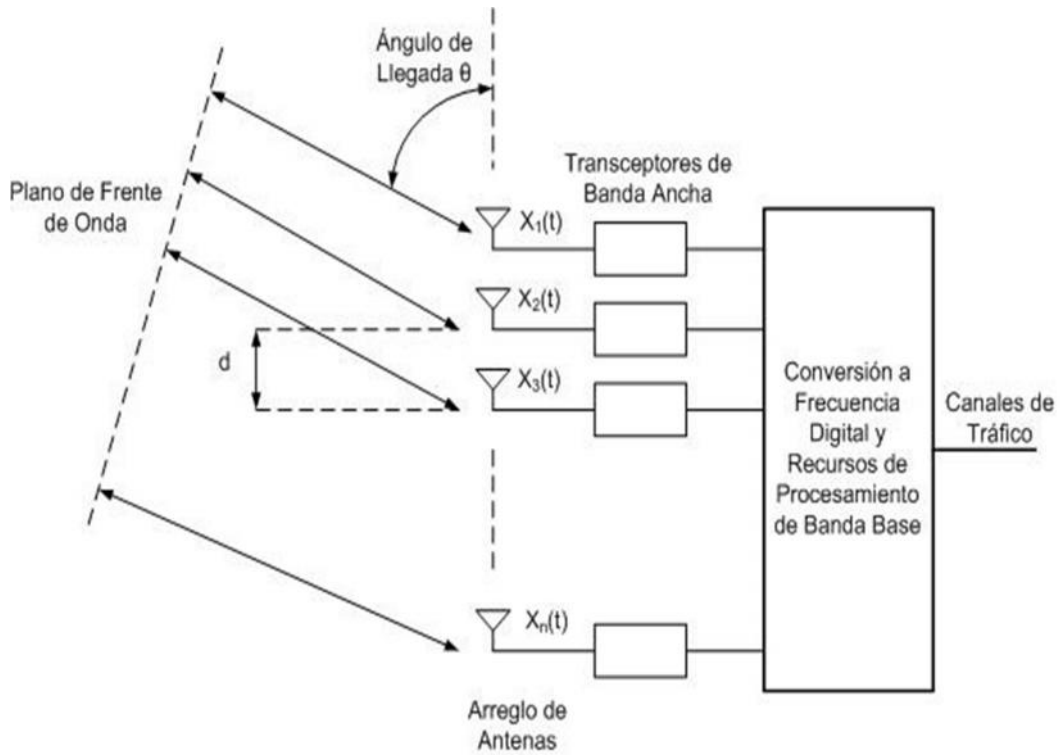 Ángulo de
Llegada θ
Plano de Frente
de Onda
Transceptores de
Banda Ancha
X1(t)
X2(t)
d
X3(t)
Conversión a
Frecuencia
Digital y
Recursos de
Procesamiento
de Banda Base
Canales de
Tráfico
Xn(t)
Arreglo de
Antenas